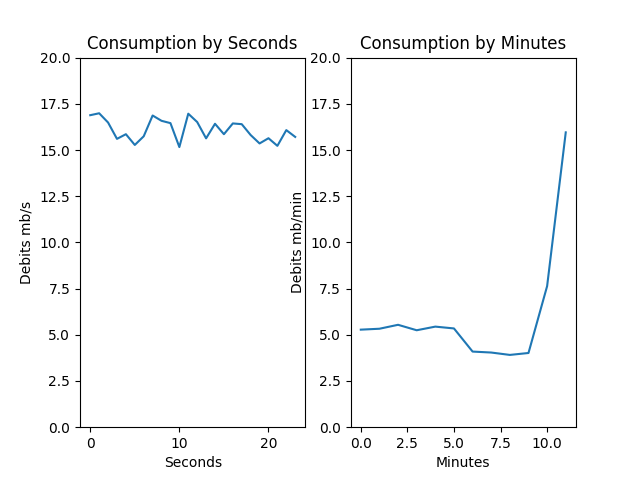 Consumption by Seconds
20.0
17.5
15.0
12.5
10.0
7.5
5.0
2.5
0.0
Debits mb/s
0 10 20
Seconds
Consumption by Minutes
20.0
17.5
15.0
12.5
10.0
7.5
5.0
2.5
0.0
Debits mb/min
0.0 2.5 5.0 7.5 10.0
Minutes